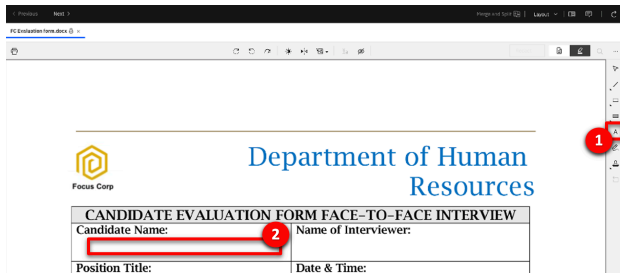 < Previous Next > Merge and Split Layout
FC Evaluation form.docx ×
A
1
Focus Corp
Department of Human
Resources
CANDIDATE EVALUATION FORM FACE-TO-FACE INTERVIEW
Candidate Name: 2 Name of Interviewer:
Position Title: Date & Time: